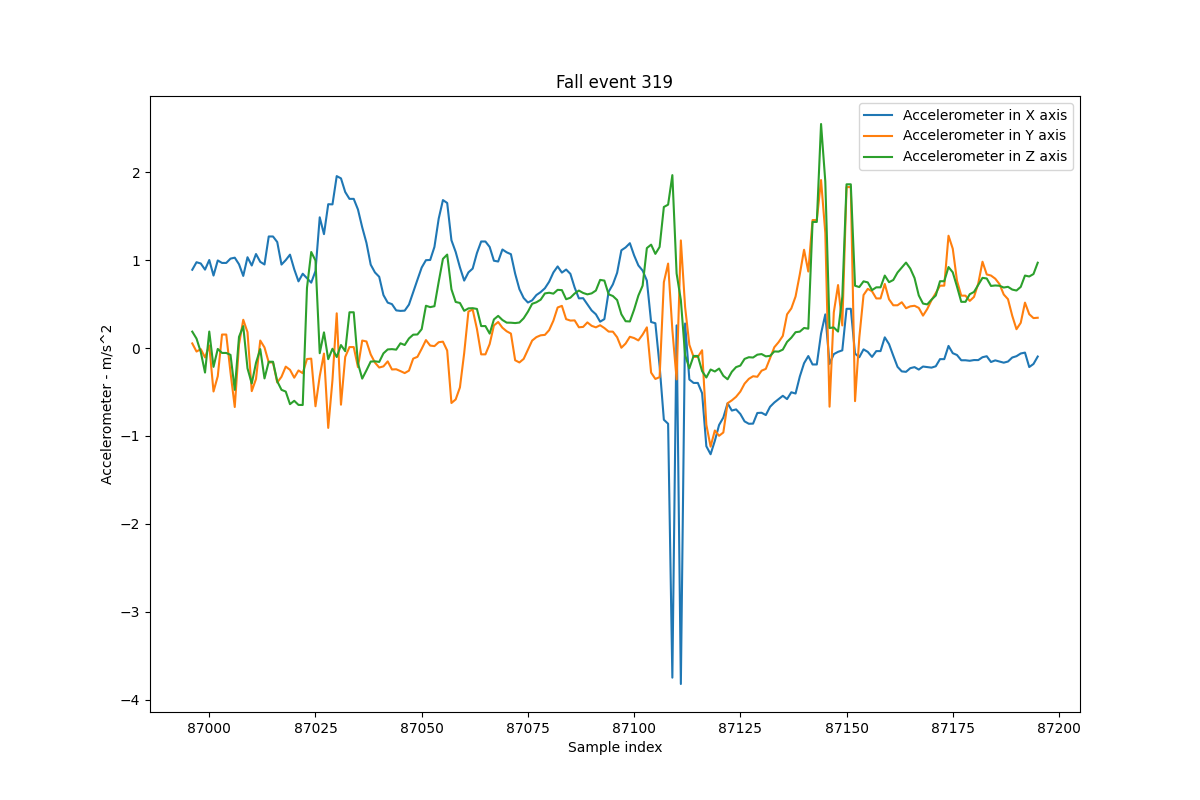 Fall event 319
Accelerometer in X axis
Accelerometer in Y axis
Accelerometer in Z axis
Accelerometer - m/s^2
2
1
0
−1
−2
−3
−4
87000 87025 87050 87075 87100 87125 87150 87175 87200
Sample index